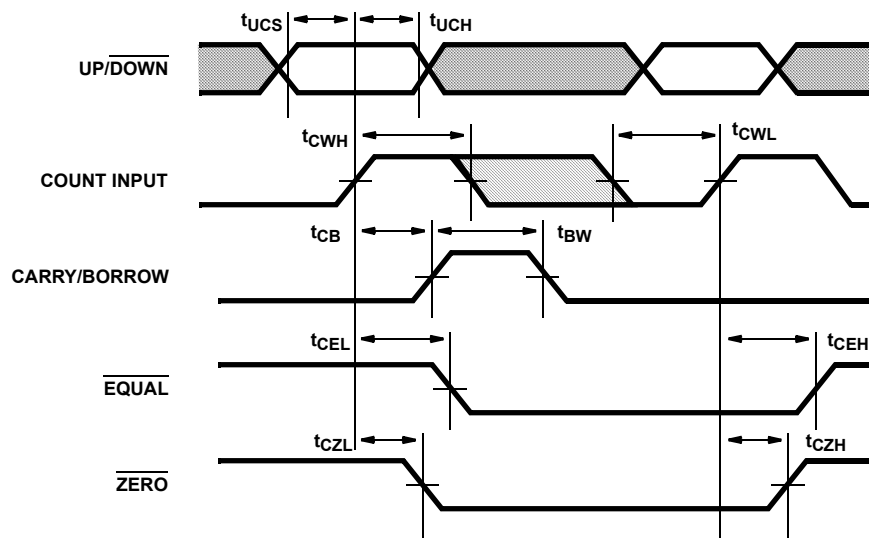 tUCS
tUCH
UP/DOWN
tCWH
tCWL
COUNT INPUT
tCB
tBW
CARRY/BORROW
tCEL
tCEH
EQUAL
tCZL
tCZH
ZERO